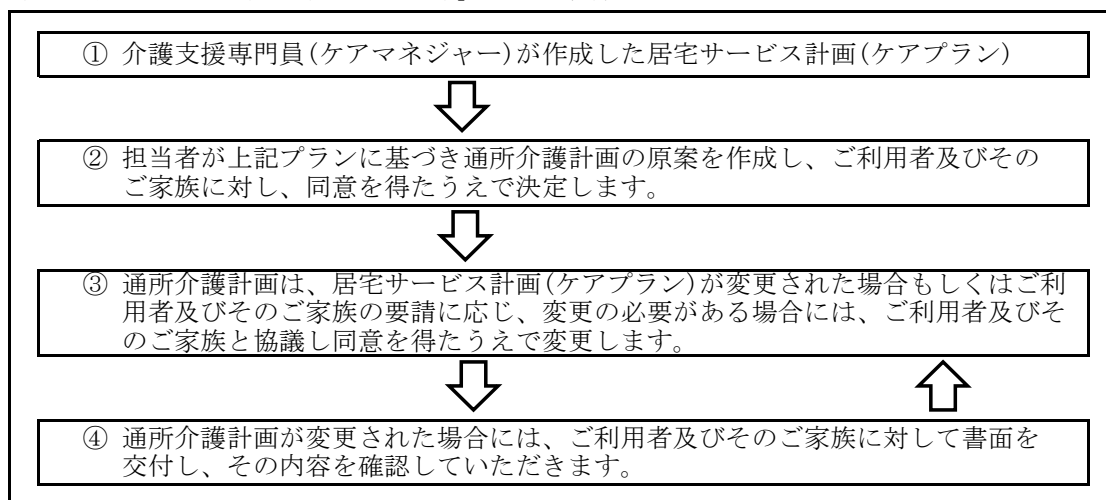 ① 介護支援専門員(ケアマネジャー)が作成した居宅サービス計画(ケアプラン)
② 担当者が上記プランに基づき通所介護計画の原案を作成し、ご利用者及びその
ご家族に対し、同意を得たうえで決定します。
③ 通所介護計画は、居宅サービス計画(ケアプラン)が変更された場合もしくはご利
用者及びそのご家族の要請に応じ、変更の必要がある場合には、ご利用者及びそ
のご家族と協議し同意を得たうえで変更します。
④ 通所介護計画が変更された場合には、ご利用者及びそのご家族に対して書面を
交付し、その内容を確認していただきます。